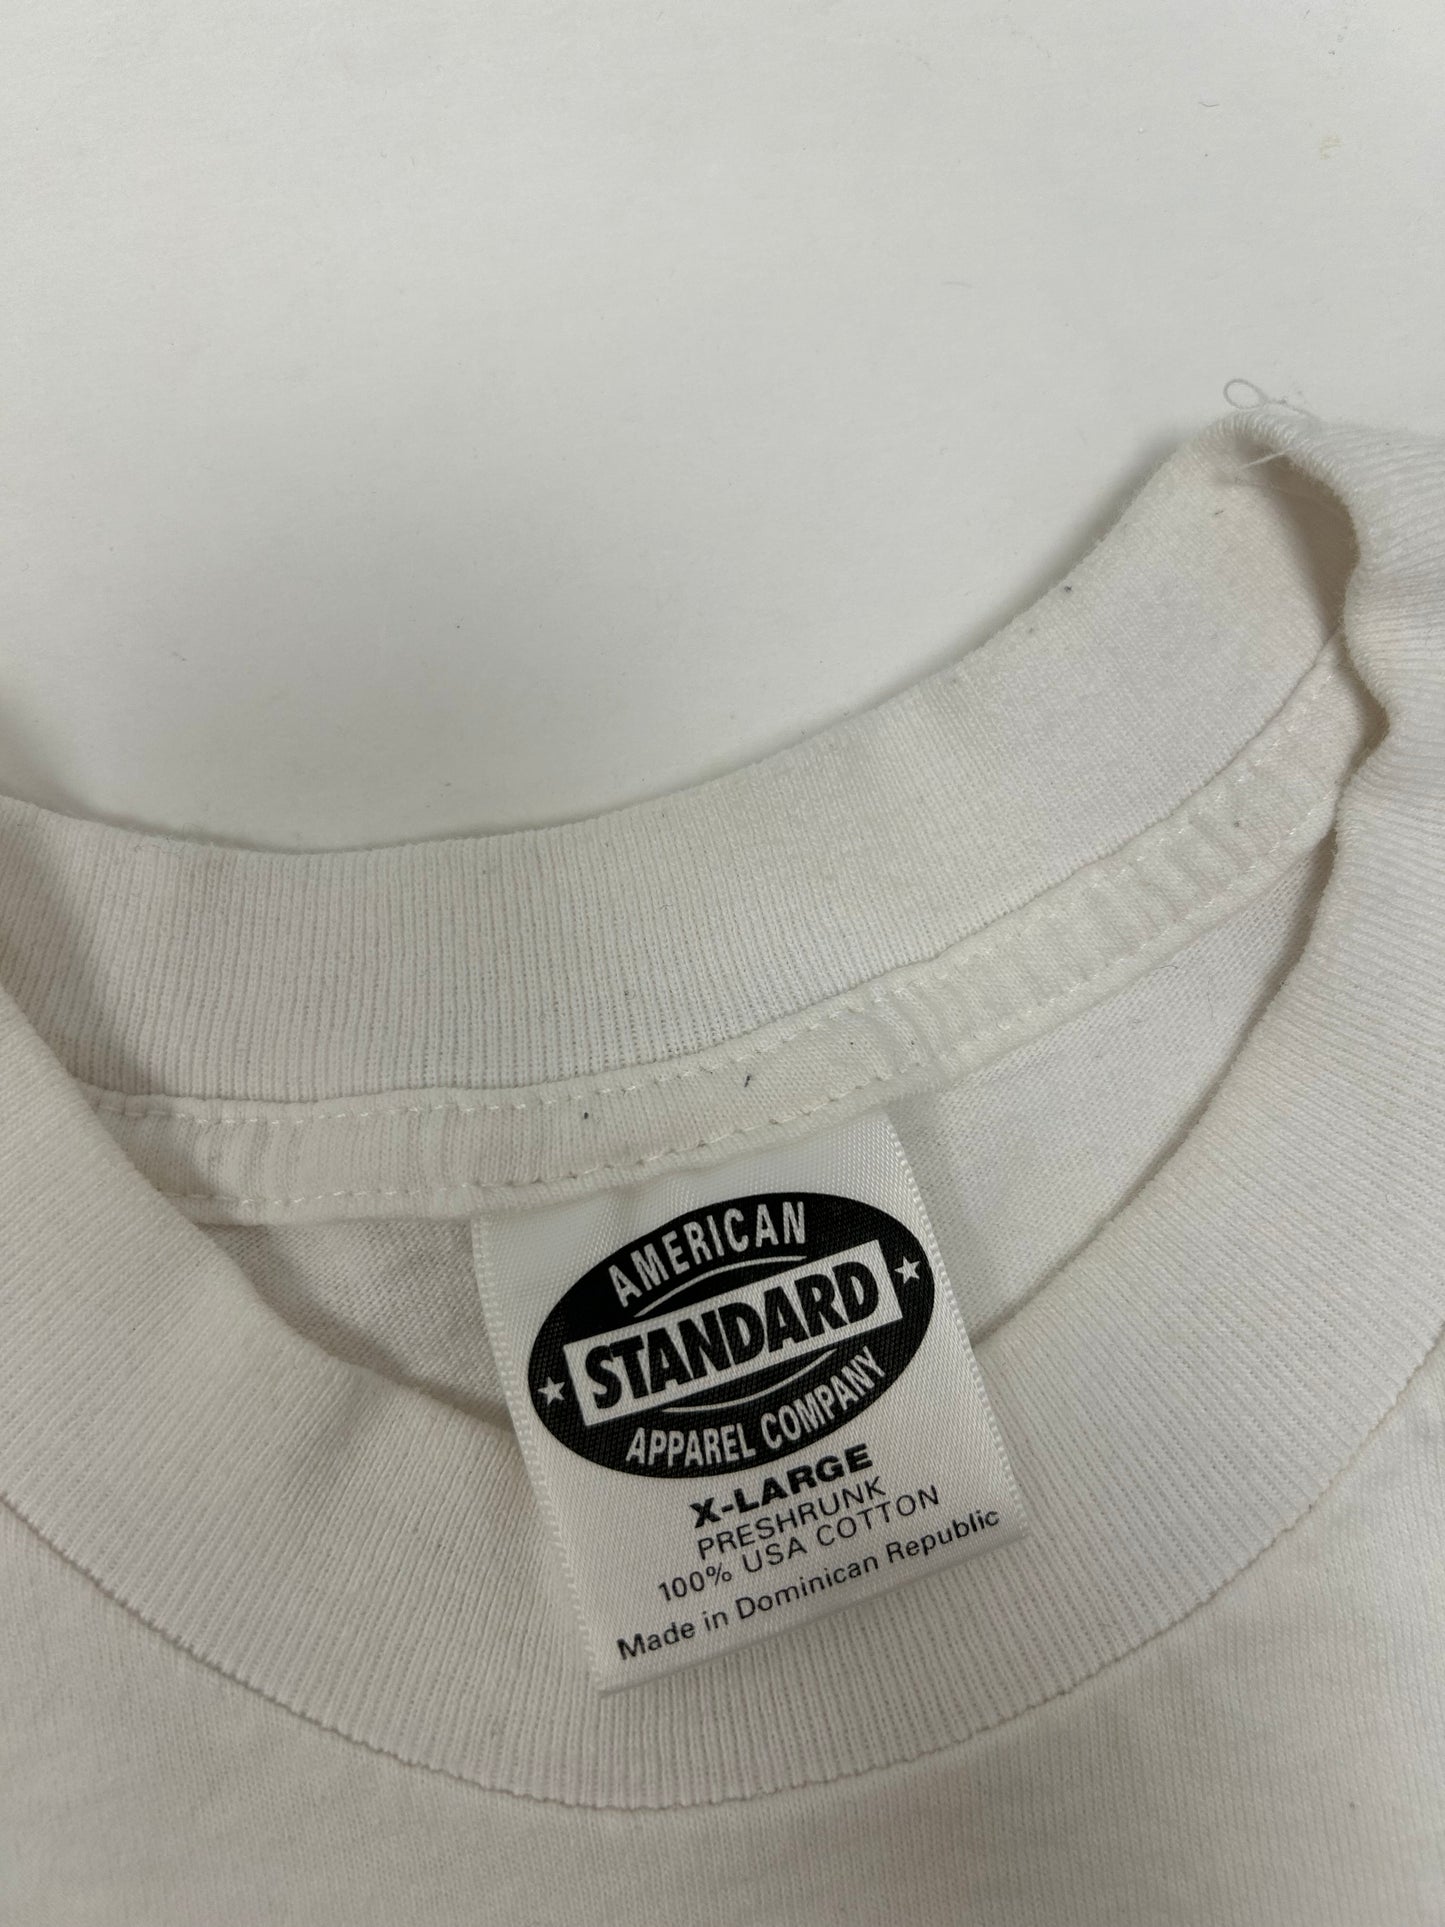 AMERICAN
STANDARD
APPAREL COMPANY
X-LARGE
PRESHRUNK
100% USA COTTON
Made in Dominican Republic